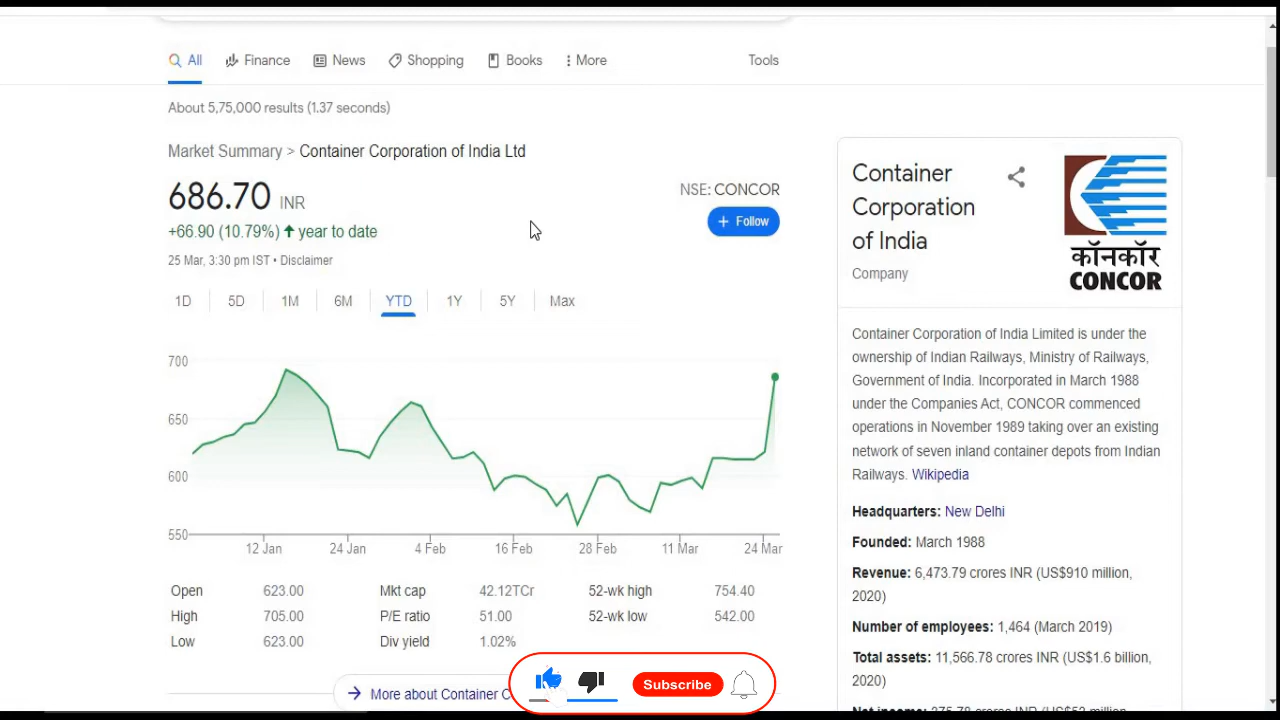 All Finance News Shopping Books More Tools
About 5,75,000 results (1.37 seconds)
Market Summary > Container Corporation of India Ltd
686.70 INR
NSE: CONCOR
+66.90 (10.79%) year to date
+ Follow
25 Mar, 3:30 pm IST • Disclaimer
1D 5D 1M 6M YTD 1Y 5Y Max
700
650
600
550
12 Jan 24 Jan 4 Feb 16 Feb 28 Feb 11 Mar 24 Mar
Open 623.00 Mkt cap 42.12TCr 52-wk high 754.40
High 705.00 P/E ratio 51.00 52-wk low 542.00
Low 623.00 Div yield 1.02%
More about Container C
Subscribe
Container
Corporation
of India
Company
कॉनकॉर
CONCOR
Container Corporation of India Limited is under the
ownership of Indian Railways, Ministry of Railways,
Government of India. Incorporated in March 1988
under the Companies Act, CONCOR commenced
operations in November 1989 taking over an existing
network of seven inland container depots from Indian
Railways. Wikipedia
Headquarters: New Delhi
Founded: March 1988
Revenue: 6,473.79 crores INR (US$910 million,
2020)
Number of employees: 1,464 (March 2019)
Total assets: 11,566.78 crores INR (US$1.6 billion,
2020)